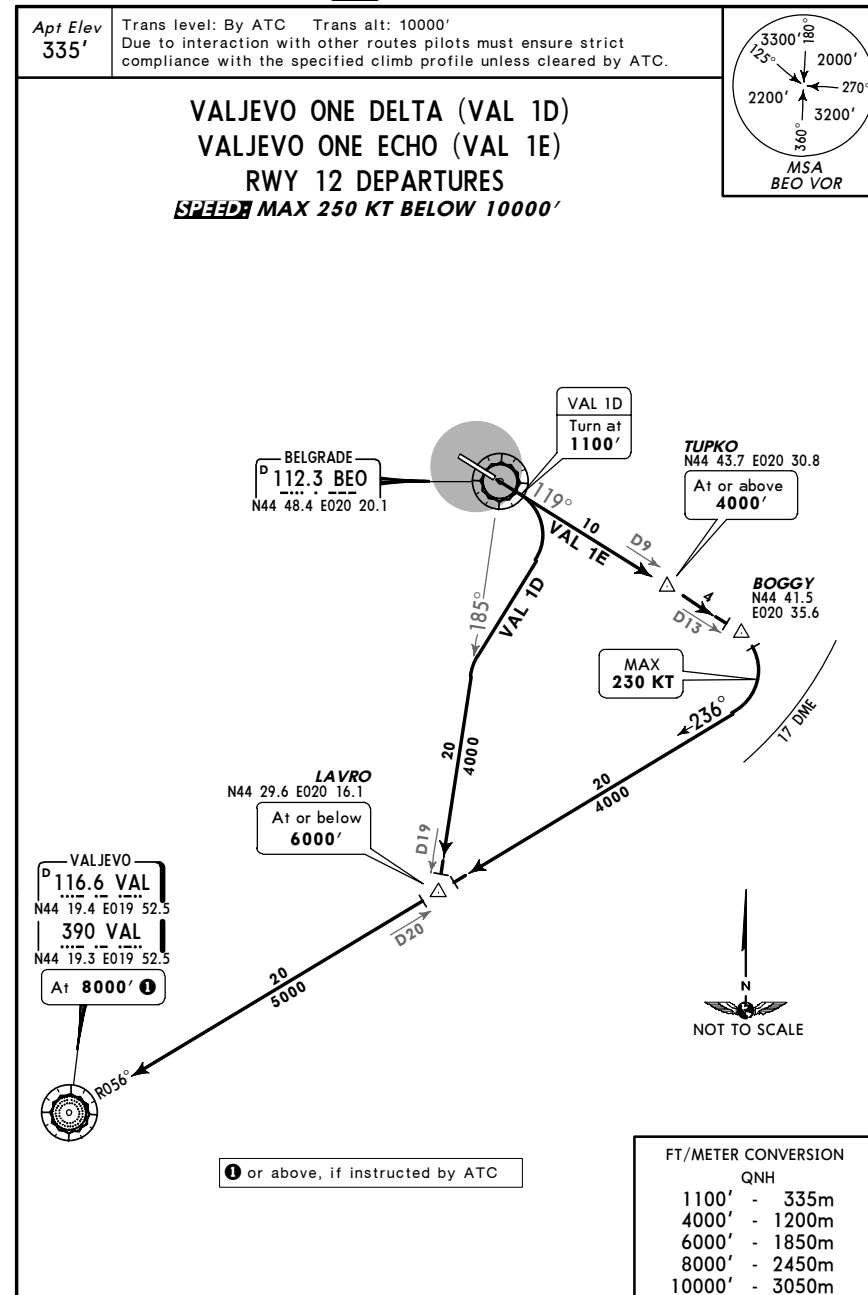 Apt Elev
335'
Trans level: By ATC Trans alt: 10000'
Due to interaction with other routes pilots must ensure strict
compliance with the specified climb profile unless cleared by ATC.
3300'
180°
125°
2000'
270°
2200'
3200'
360°
MSA
BEO VOR
VALJEVO ONE DELTA (VAL 1D)
VALJEVO ONE ECHO (VAL 1E)
RWY 12 DEPARTURES
SPEED: MAX 250 KT BELOW 10000'
VAL 1D
Turn at
1100'
BELGRADE
D 112.3 BEO
N44 48.4 E020 20.1
TUPKO
N44 43.7 E020 30.8
At or above
4000'
119°
10
VAL 1E
D9
BOGGY
N44 41.5
E020 35.6
4
D13
185°
VAL 1D
MAX
230 KT
236°
17 DME
20
4000
20
4000
LAVRO
N44 29.6 E020 16.1
At or below
6000'
D19
VALJEVO
D 116.6 VAL
N44 19.4 E019 52.5
390 VAL
N44 19.3 E019 52.5
At 8000' ❶
D20
20
5000
R056°
N
NOT TO SCALE
❶ or above, if instructed by ATC
FT/METER CONVERSION
QNH
1100' - 335m
4000' - 1200m
6000' - 1850m
8000' - 2450m
10000' - 3050m